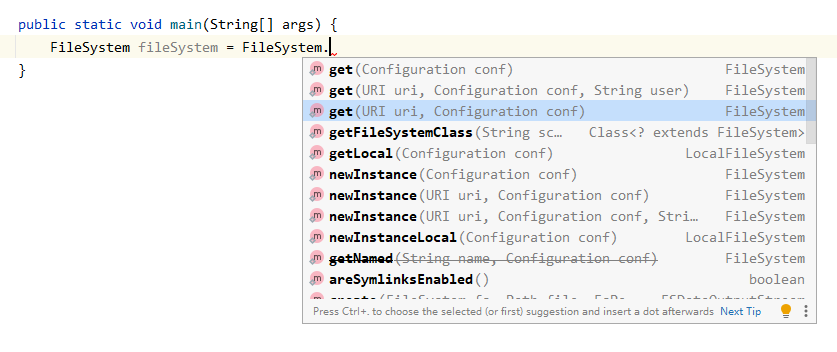 public static void main(String[] args) {
FileSystem fileSystem = FileSystem.
}
m get(Configuration conf) FileSystem
m get(URI uri, Configuration conf, String user) FileSystem
m get(URI uri, Configuration conf) FileSystem
m getFileSystemClass(String sc… Class<? extends FileSystem>
m getLocal(Configuration conf) LocalFileSystem
m newInstance(Configuration conf) FileSystem
m newInstance(URI uri, Configuration conf) FileSystem
m newInstance(URI uri, Configuration conf, Stri… FileSystem
m newInstanceLocal(Configuration conf) LocalFileSystem
m getNamed(String name, Configuration conf) FileSystem
m areSymlinksEnabled() boolean
Press Ctrl+. to choose the selected (or first) suggestion and insert a dot afterwards Next Tip